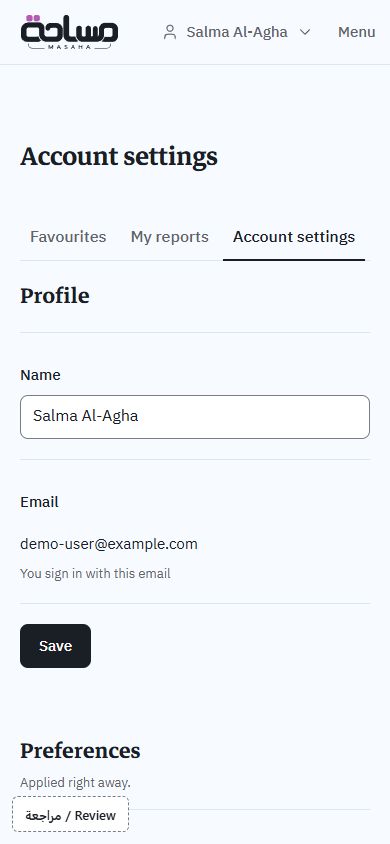 مساحة
MASAHA
Salma Al-Agha
Menu
Account settings
Favourites
My reports
Account settings
Profile
Name
Salma Al-Agha
Email
demo-user@example.com
You sign in with this email
Save
Preferences
Applied right away.
مراجعة / Review